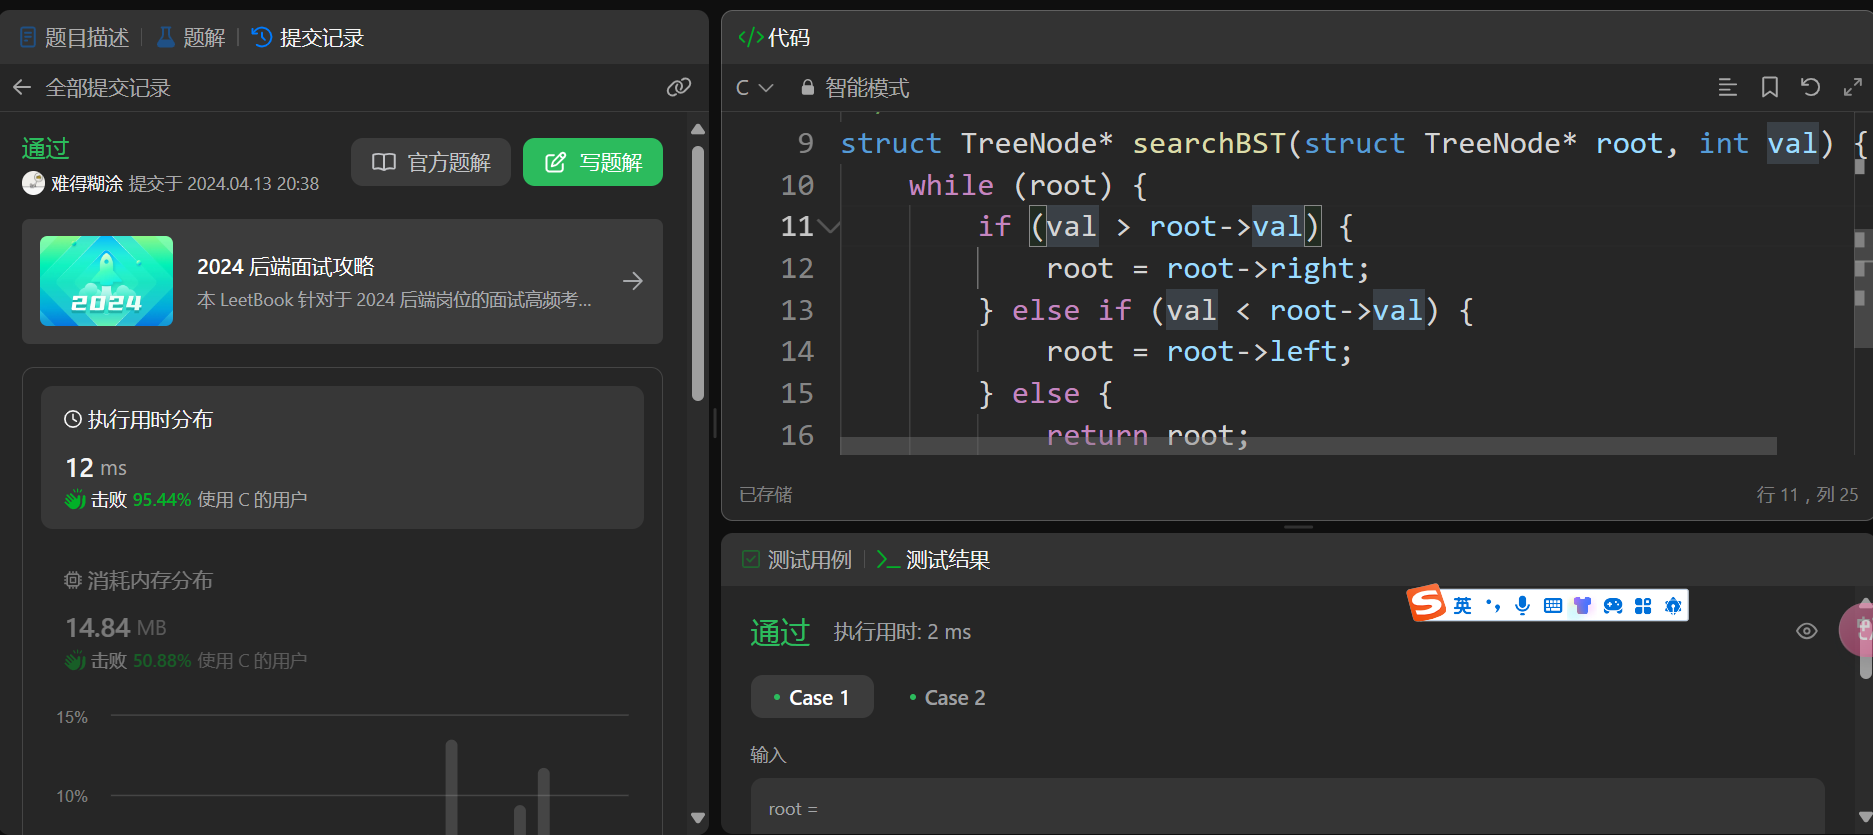 题目描述 | 题解 | 提交记录
全部提交记录
通过
难得糊涂 提交于 2024.04.13 20:38
官方题解
写题解
2024
2024 后端面试攻略
本 LeetBook 针对于 2024 后端岗位的面试高频考...
执行用时分布
12 ms
击败 95.44% 使用 C 的用户
消耗内存分布
14.84 MB
击败 50.88% 使用 C 的用户
15%
10%
</> 代码
C 智能模式
9 struct TreeNode* searchBST(struct TreeNode* root, int val) {
10 while (root) {
11 if (val > root->val) {
12 root = root->right;
13 } else if (val < root->val) {
14 root = root->left;
15 } else {
16 return root;
已存储
行 11，列 25
测试用例 | >_ 测试结果
S 英
通过 执行用时: 2 ms
Case 1 Case 2
输入
root =